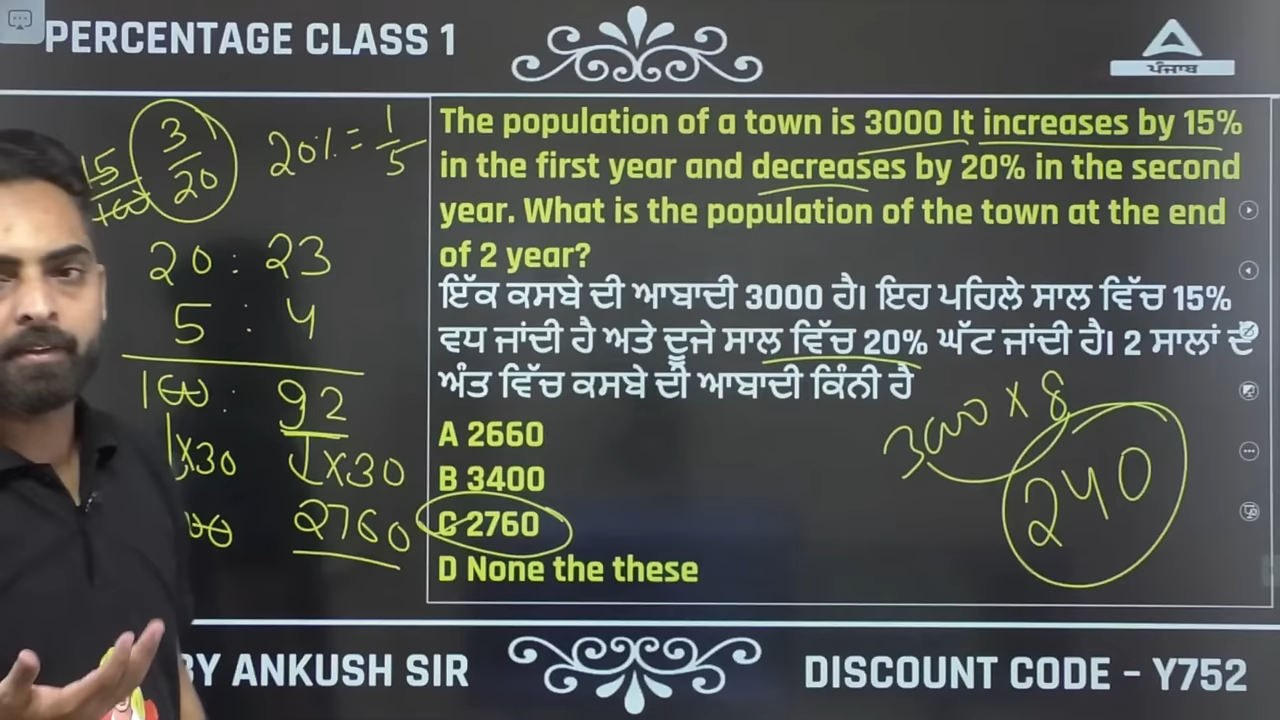 PERCENTAGE CLASS 1
ਪੰਜਾਬ
15
3
20% = 1
100
20
5
20 : 23
5 : 4
100 : 92
×30 ×30
2760
The population of a town is 3000 It increases by 15%
in the first year and decreases by 20% in the second
year. What is the population of the town at the end
of 2 year?
ਇੱਕ ਕਸਬੇ ਦੀ ਆਬਾਦੀ 3000 ਹੈ। ਇਹ ਪਹਿਲੇ ਸਾਲ ਵਿੱਚ 15%
ਵਧ ਜਾਂਦੀ ਹੈ ਅਤੇ ਦੂਜੇ ਸਾਲ ਵਿੱਚ 20% ਘੱਟ ਜਾਂਦੀ ਹੈ। 2 ਸਾਲਾਂ ਦੇ
ਅੰਤ ਵਿੱਚ ਕਸਬੇ ਦੀ ਆਬਾਦੀ ਕਿੰਨੀ ਹੈ
A 2660
B 3400
C 2760
D None the these
3000 × 8
240
BY ANKUSH SIR
DISCOUNT CODE - Y752